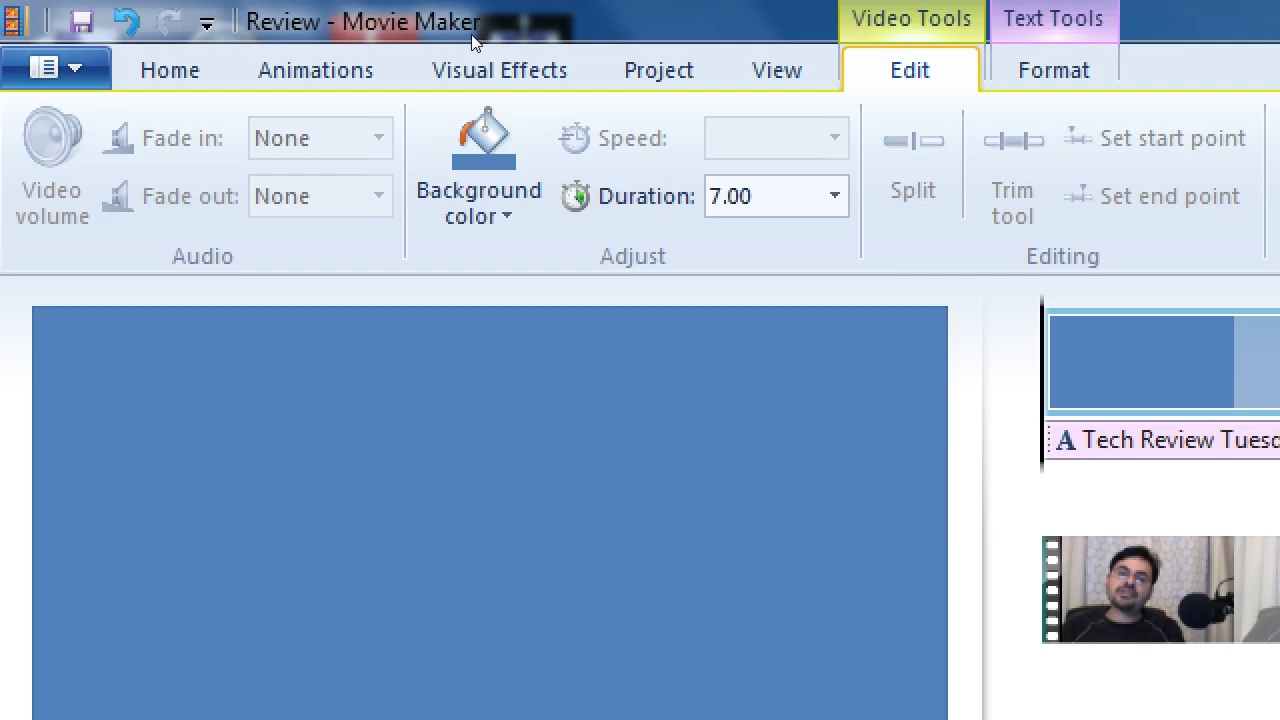 Review - Movie Maker
Video Tools
Text Tools
Home
Animations
Visual Effects
Project
View
Edit
Format
Video volume
Fade in:
None
Fade out:
None
Audio
Background color
Speed:
Duration:
7.00
Adjust
Split
Trim tool
Set start point
Set end point
Editing
A Tech Review Tuesd